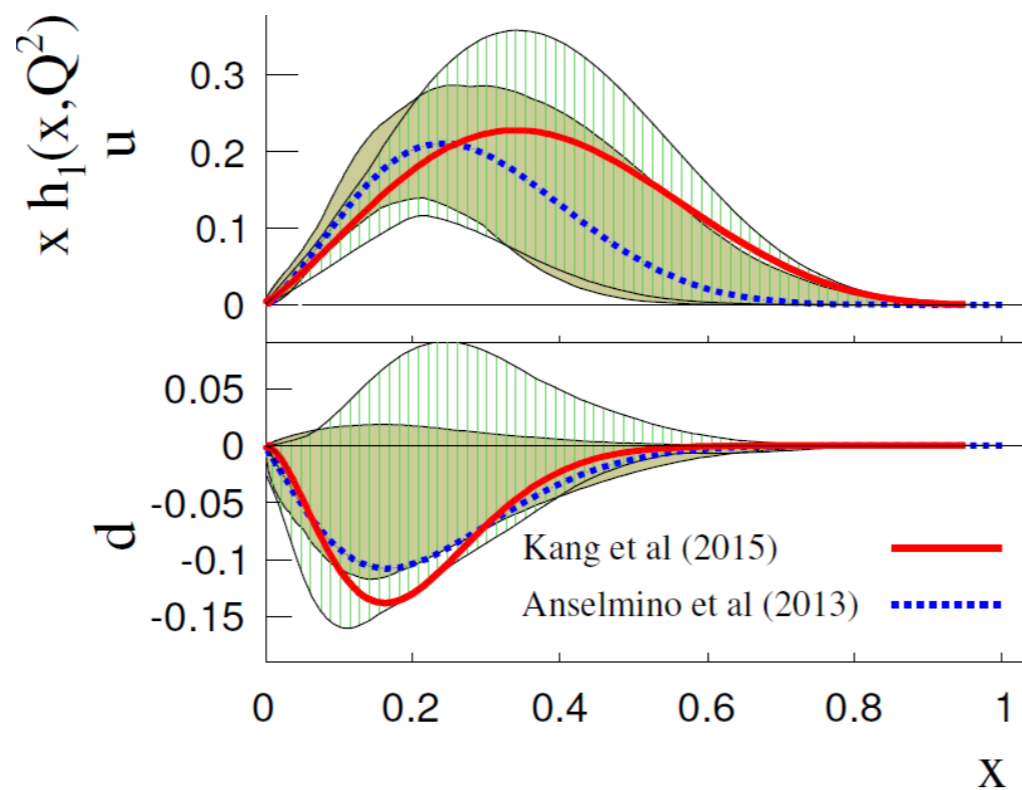 x h₁(x,Q²)
u
0.3
0.2
0.1
0
d
0.05
0
-0.05
-0.1
-0.15
Kang et al (2015)
Anselmino et al (2013)
0 0.2 0.4 0.6 0.8 1
x